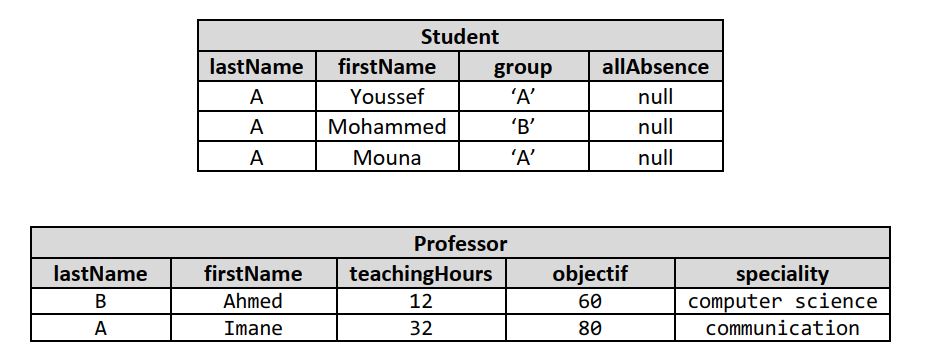 Student
lastName firstName group allAbsence
A Youssef ‘A’ null
A Mohammed ‘B’ null
A Mouna ‘A’ null
Professor
lastName firstName teachingHours objectif speciality
B Ahmed 12 60 computer science
A Imane 32 80 communication